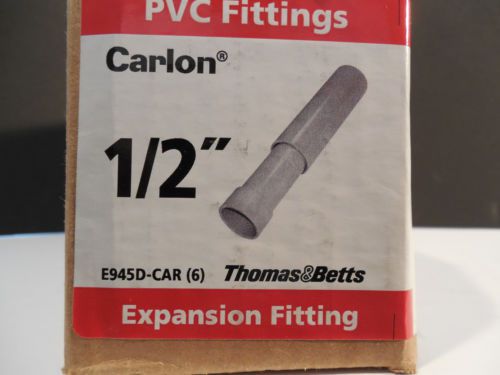 PVC Fittings
Carlon®
1/2"
E945D-CAR (6) Thomas&Betts
Expansion Fitting